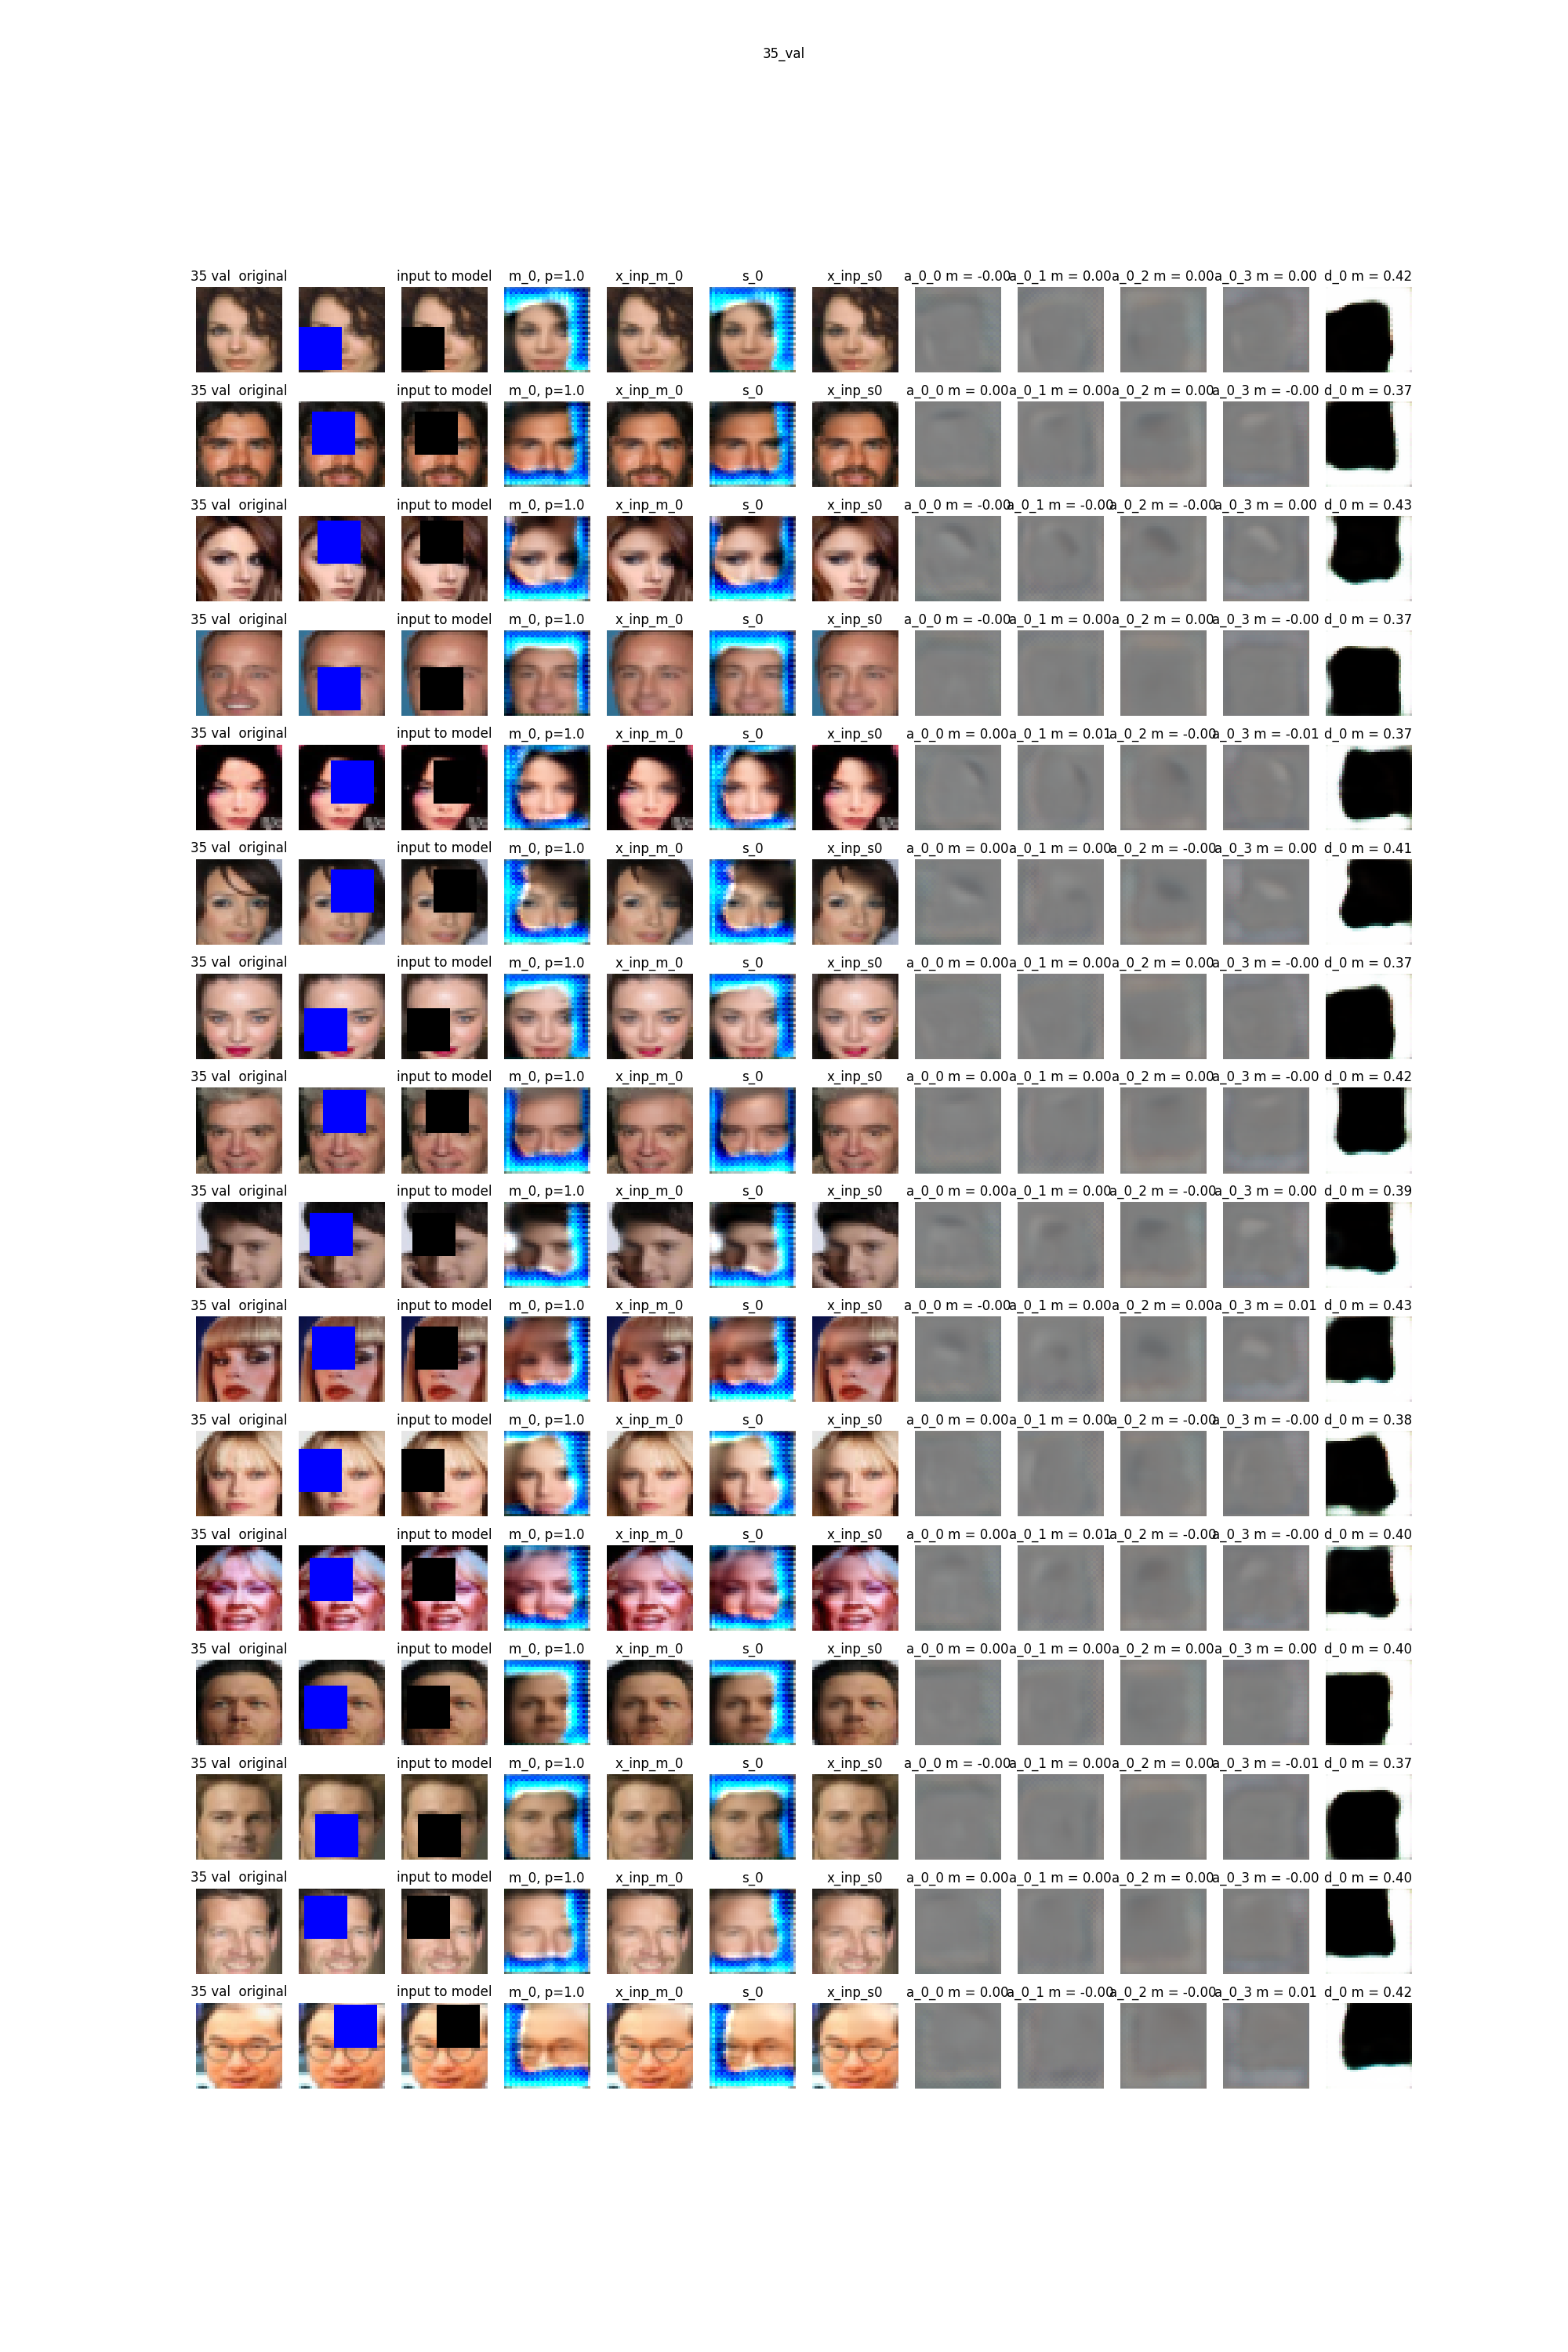 35_val
35 val original input to model m_0, p=1.0 x_inp_m_0 s_0 x_inp_s0 a_0_0 m = -0.00 a_0_1 m = 0.00 a_0_2 m = 0.00 a_0_3 m = 0.00 d_0 m = 0.42
35 val original input to model m_0, p=1.0 x_inp_m_0 s_0 x_inp_s0 a_0_0 m = 0.00 a_0_1 m = 0.00 a_0_2 m = 0.00 a_0_3 m = -0.00 d_0 m = 0.37
35 val original input to model m_0, p=1.0 x_inp_m_0 s_0 x_inp_s0 a_0_0 m = -0.00 a_0_1 m = -0.00 a_0_2 m = -0.00 a_0_3 m = 0.00 d_0 m = 0.43
35 val original input to model m_0, p=1.0 x_inp_m_0 s_0 x_inp_s0 a_0_0 m = -0.00 a_0_1 m = 0.00 a_0_2 m = 0.00 a_0_3 m = -0.00 d_0 m = 0.37
35 val original input to model m_0, p=1.0 x_inp_m_0 s_0 x_inp_s0 a_0_0 m = 0.00 a_0_1 m = 0.01 a_0_2 m = -0.00 a_0_3 m = -0.01 d_0 m = 0.37
35 val original input to model m_0, p=1.0 x_inp_m_0 s_0 x_inp_s0 a_0_0 m = 0.00 a_0_1 m = 0.00 a_0_2 m = -0.00 a_0_3 m = 0.00 d_0 m = 0.41
35 val original input to model m_0, p=1.0 x_inp_m_0 s_0 x_inp_s0 a_0_0 m = 0.00 a_0_1 m = 0.00 a_0_2 m = 0.00 a_0_3 m = -0.00 d_0 m = 0.37
35 val original input to model m_0, p=1.0 x_inp_m_0 s_0 x_inp_s0 a_0_0 m = 0.00 a_0_1 m = 0.00 a_0_2 m = 0.00 a_0_3 m = -0.00 d_0 m = 0.42
35 val original input to model m_0, p=1.0 x_inp_m_0 s_0 x_inp_s0 a_0_0 m = 0.00 a_0_1 m = 0.00 a_0_2 m = -0.00 a_0_3 m = 0.00 d_0 m = 0.39
35 val original input to model m_0, p=1.0 x_inp_m_0 s_0 x_inp_s0 a_0_0 m = -0.00 a_0_1 m = 0.00 a_0_2 m = 0.00 a_0_3 m = 0.01 d_0 m = 0.43
35 val original input to model m_0, p=1.0 x_inp_m_0 s_0 x_inp_s0 a_0_0 m = 0.00 a_0_1 m = 0.00 a_0_2 m = -0.00 a_0_3 m = -0.00 d_0 m = 0.38
35 val original input to model m_0, p=1.0 x_inp_m_0 s_0 x_inp_s0 a_0_0 m = 0.00 a_0_1 m = 0.01 a_0_2 m = -0.00 a_0_3 m = -0.00 d_0 m = 0.40
35 val original input to model m_0, p=1.0 x_inp_m_0 s_0 x_inp_s0 a_0_0 m = 0.00 a_0_1 m = 0.00 a_0_2 m = 0.00 a_0_3 m = 0.00 d_0 m = 0.40
35 val original input to model m_0, p=1.0 x_inp_m_0 s_0 x_inp_s0 a_0_0 m = -0.00 a_0_1 m = 0.00 a_0_2 m = 0.00 a_0_3 m = -0.01 d_0 m = 0.37
35 val original input to model m_0, p=1.0 x_inp_m_0 s_0 x_inp_s0 a_0_0 m = 0.00 a_0_1 m = 0.00 a_0_2 m = 0.00 a_0_3 m = -0.00 d_0 m = 0.40
35 val original input to model m_0, p=1.0 x_inp_m_0 s_0 x_inp_s0 a_0_0 m = 0.00 a_0_1 m = -0.00 a_0_2 m = -0.00 a_0_3 m = 0.01 d_0 m = 0.42